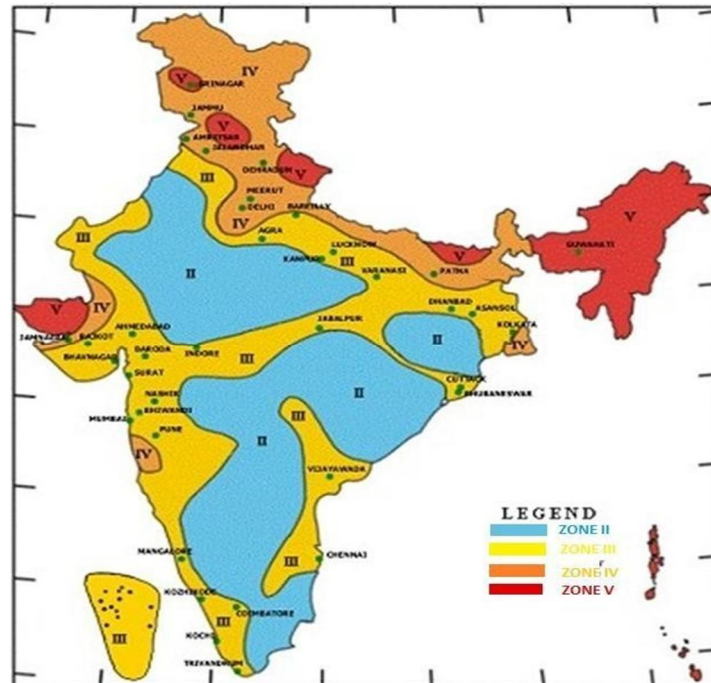 IV
V
SRINAGAR
JAMMU
V
AMRITSAR
JALANDHAR
DEHRADUN
V
III
MEERUT
DELHI
BAREILLY
IV
V
III
AGRA
LUCKNOW
KANPUR
III
V
GUWAHATI
II
VARANASI
PATNA
V
IV
DHANBAD
ASANSOL
JAMNAGAR
RAJKOT
AHMEDABAD
JABALPUR
KOLKATA
II
IV
BHAVNAGAR
BARODA
INDORE
III
SURAT
CUTTACK
BHUBANESWAR
NASHIK
II
MUMBAI
BHIWANDI
III
PUNE
II
IV
VIJAYAWADA
LEGEND
ZONE II
ZONE III
ZONE IV
ZONE V
MANGALORE
CHENNAI
III
KOZHIKODE
COIMBATORE
III
III
KOCHI
TRIVANDRUM